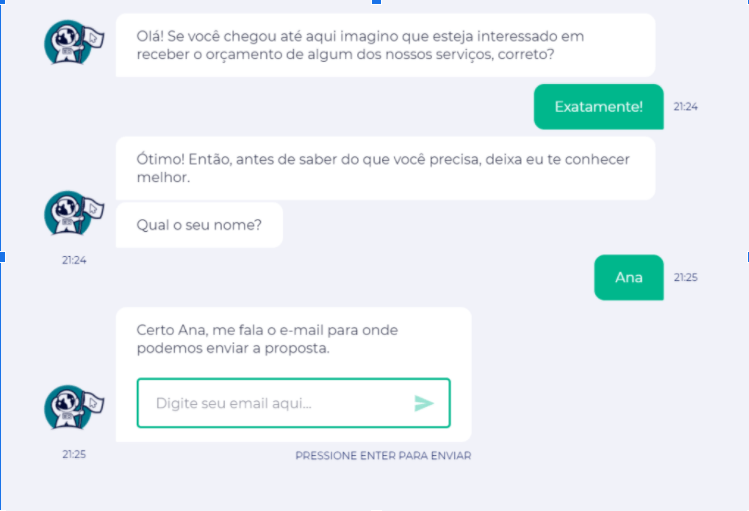 Olá! Se você chegou até aqui imagino que esteja interessado em
receber o orçamento de algum dos nossos serviços, correto?
Exatamente!
21:24
Ótimo! Então, antes de saber do que você precisa, deixa eu te conhecer
melhor.
Qual o seu nome?
21:24
Ana
21:25
Certo Ana, me fala o e-mail para onde
podemos enviar a proposta.
Digite seu email aqui...
21:25
PRESSIONE ENTER PARA ENVIAR